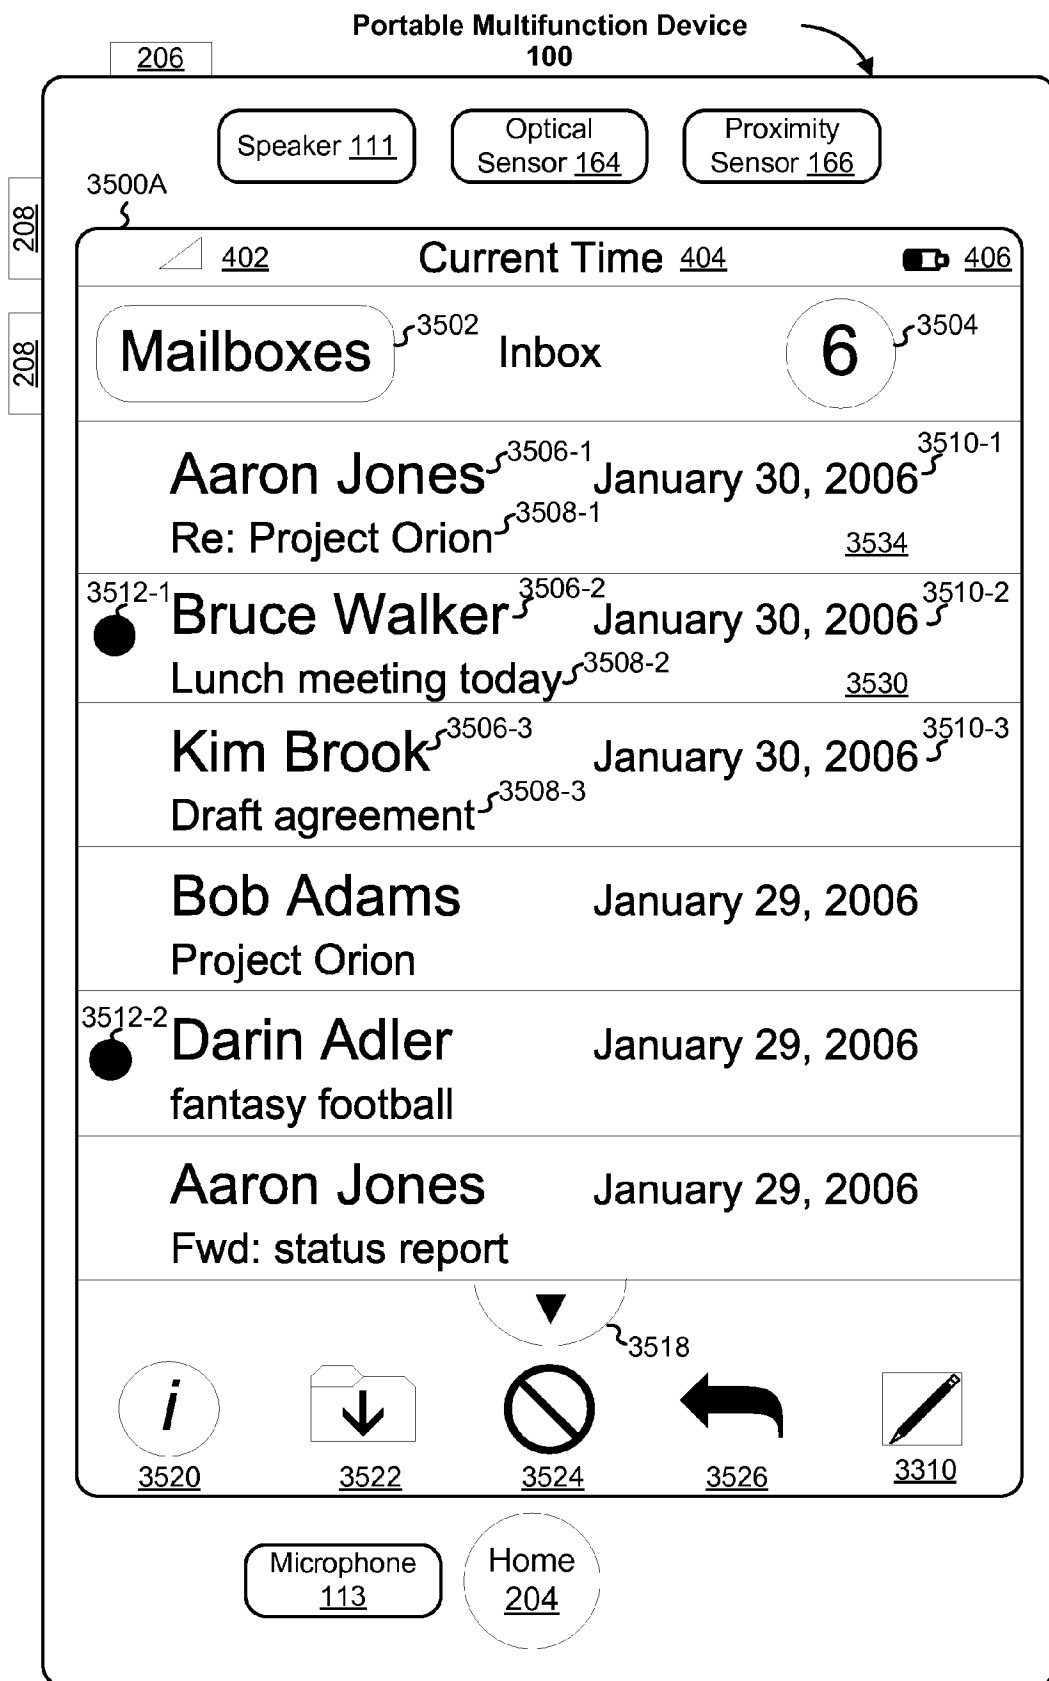 Portable Multifunction Device
100
206
Speaker 111
Optical
Sensor 164
Proximity
Sensor 166
3500A
208
208
402
Current Time 404
406
Mailboxes
3502
Inbox
6
3504
Aaron Jones
3506-1
January 30, 2006
3510-1
Re: Project Orion
3508-1
3534
3512-1
Bruce Walker
3506-2
January 30, 2006
3510-2
Lunch meeting today
3508-2
3530
Kim Brook
3506-3
January 30, 2006
3510-3
Draft agreement
3508-3
Bob Adams
January 29, 2006
Project Orion
3512-2
Darin Adler
January 29, 2006
fantasy football
Aaron Jones
January 29, 2006
Fwd: status report
3518
i
3520
3522
3524
3526
3310
Microphone
113
Home
204